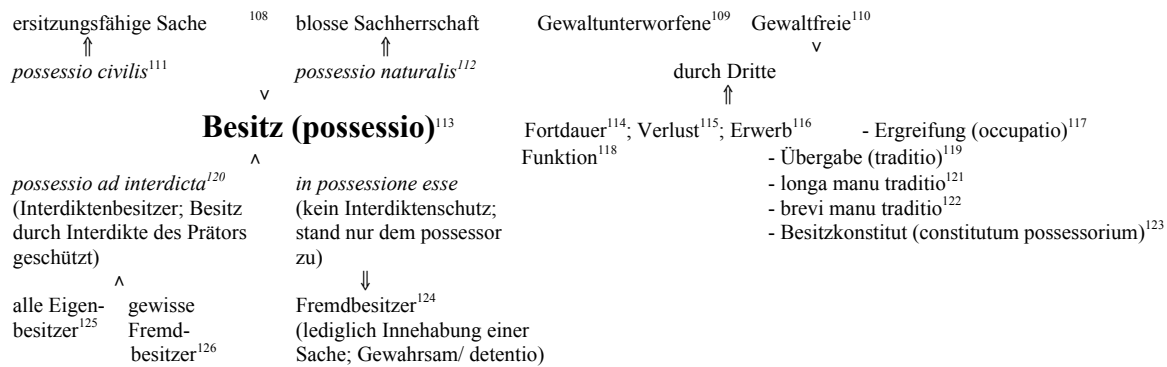 ersitzungsfähige Sache 108 blosse Sachherrschaft Gewaltunterworfene109 Gewaltfreie110
⇑ ⇑ ˅
possessio civilis111 possessio naturalis112 durch Dritte
˅ ⇑
Besitz (possessio)113 Fortdauer114; Verlust115; Erwerb116 - Ergreifung (occupatio)117
˄ Funktion118 - Übergabe (traditio)119
possessio ad interdicta120 in possessione esse - longa manu traditio121
(Interdiktenbesitzer; Besitz (kein Interdiktenschutz; - brevi manu traditio122
durch Interdikte des Prätors stand nur dem possessor - Besitzkonstitut (constitutum possessorium)123
geschützt) zu)
˄ ⇓
alle Eigen- gewisse Fremdbesitzer124
besitzer125 Fremd- (lediglich Innehabung einer
besitzer126 Sache; Gewahrsam/ detentio)